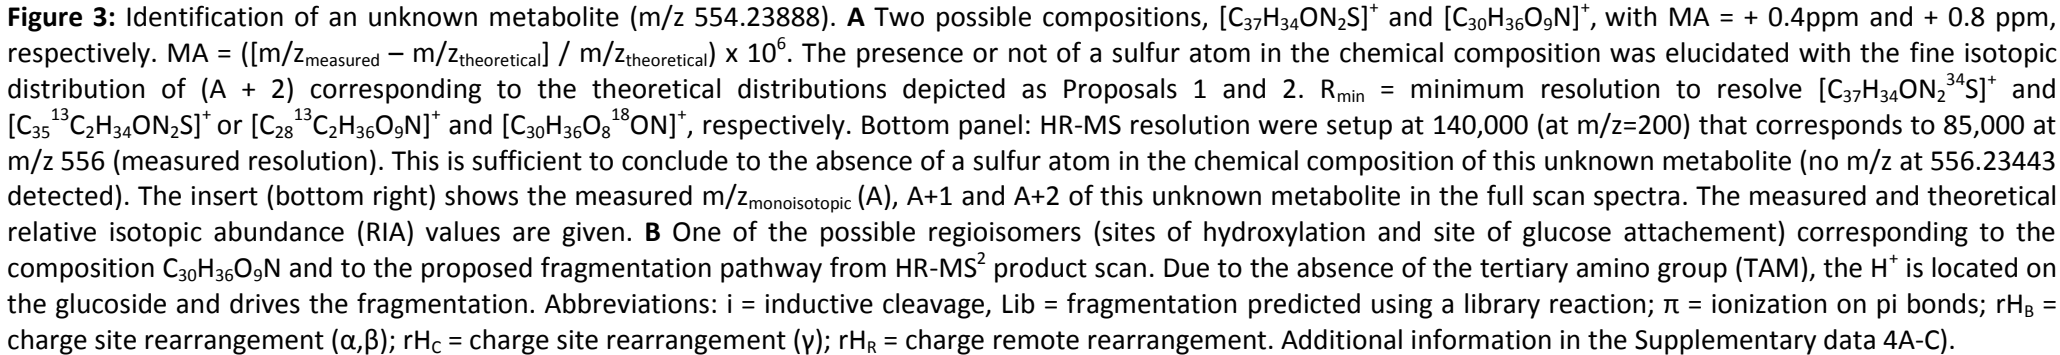 Figure 3: Identification of an unknown metabolite (m/z 554.23888). A Two possible compositions, [C₃₇H₃₄ON₂S]⁺ and [C₃₀H₃₆O₉N]⁺, with MA = + 0.4ppm and + 0.8 ppm,
respectively. MA = ([m/zmeasured – m/ztheoretical] / m/ztheoretical) x 10⁶. The presence or not of a sulfur atom in the chemical composition was elucidated with the fine isotopic
distribution of (A + 2) corresponding to the theoretical distributions depicted as Proposals 1 and 2. Rmin = minimum resolution to resolve [C₃₇H₃₄ON₂³⁴S]⁺ and
[C₃₅¹³C₂H₃₄ON₂S]⁺ or [C₂₈¹³C₂H₃₆O₉N]⁺ and [C₃₀H₃₆O₈¹⁸ON]⁺, respectively. Bottom panel: HR-MS resolution were setup at 140,000 (at m/z=200) that corresponds to 85,000 at
m/z 556 (measured resolution). This is sufficient to conclude to the absence of a sulfur atom in the chemical composition of this unknown metabolite (no m/z at 556.23443
detected). The insert (bottom right) shows the measured m/zmonoisotopic (A), A+1 and A+2 of this unknown metabolite in the full scan spectra. The measured and theoretical
relative isotopic abundance (RIA) values are given. B One of the possible regioisomers (sites of hydroxylation and site of glucose attachement) corresponding to the
composition C₃₀H₃₆O₉N and to the proposed fragmentation pathway from HR-MS² product scan. Due to the absence of the tertiary amino group (TAM), the H⁺ is located on
the glucoside and drives the fragmentation. Abbreviations: i = inductive cleavage, Lib = fragmentation predicted using a library reaction; π = ionization on pi bonds; rHB =
charge site rearrangement (α,β); rHC = charge site rearrangement (γ); rHR = charge remote rearrangement. Additional information in the Supplementary data 4A-C).